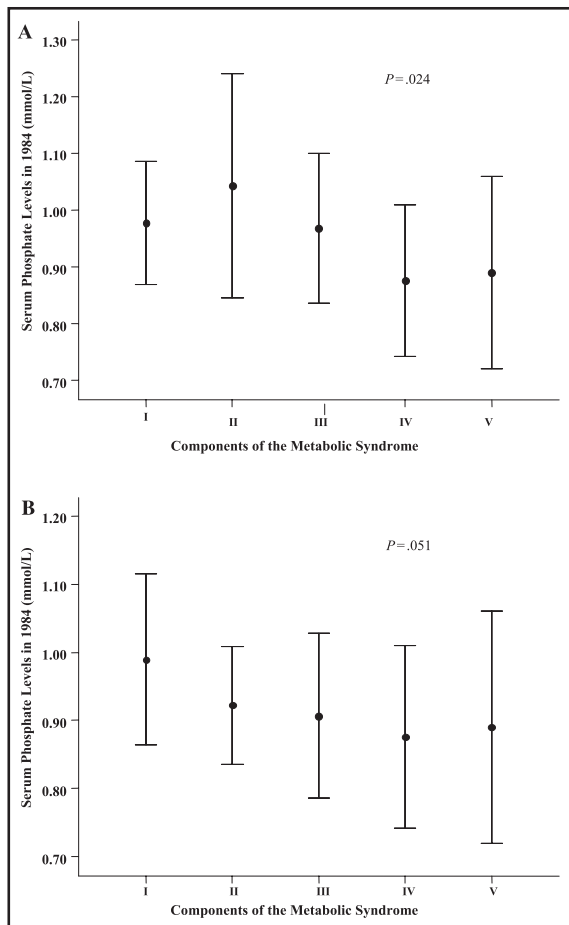 A
1.30
1.20
1.10
1.00
0.90
0.80
0.70
Serum Phosphate Levels in 1984 (mmol/L)
P=.024
I II III IV V
Components of the Metabolic Syndrome
B
1.20
1.10
1.00
0.90
0.80
0.70
Serum Phosphate Levels in 1984 (mmol/L)
P=.051
I II III IV V
Components of the Metabolic Syndrome